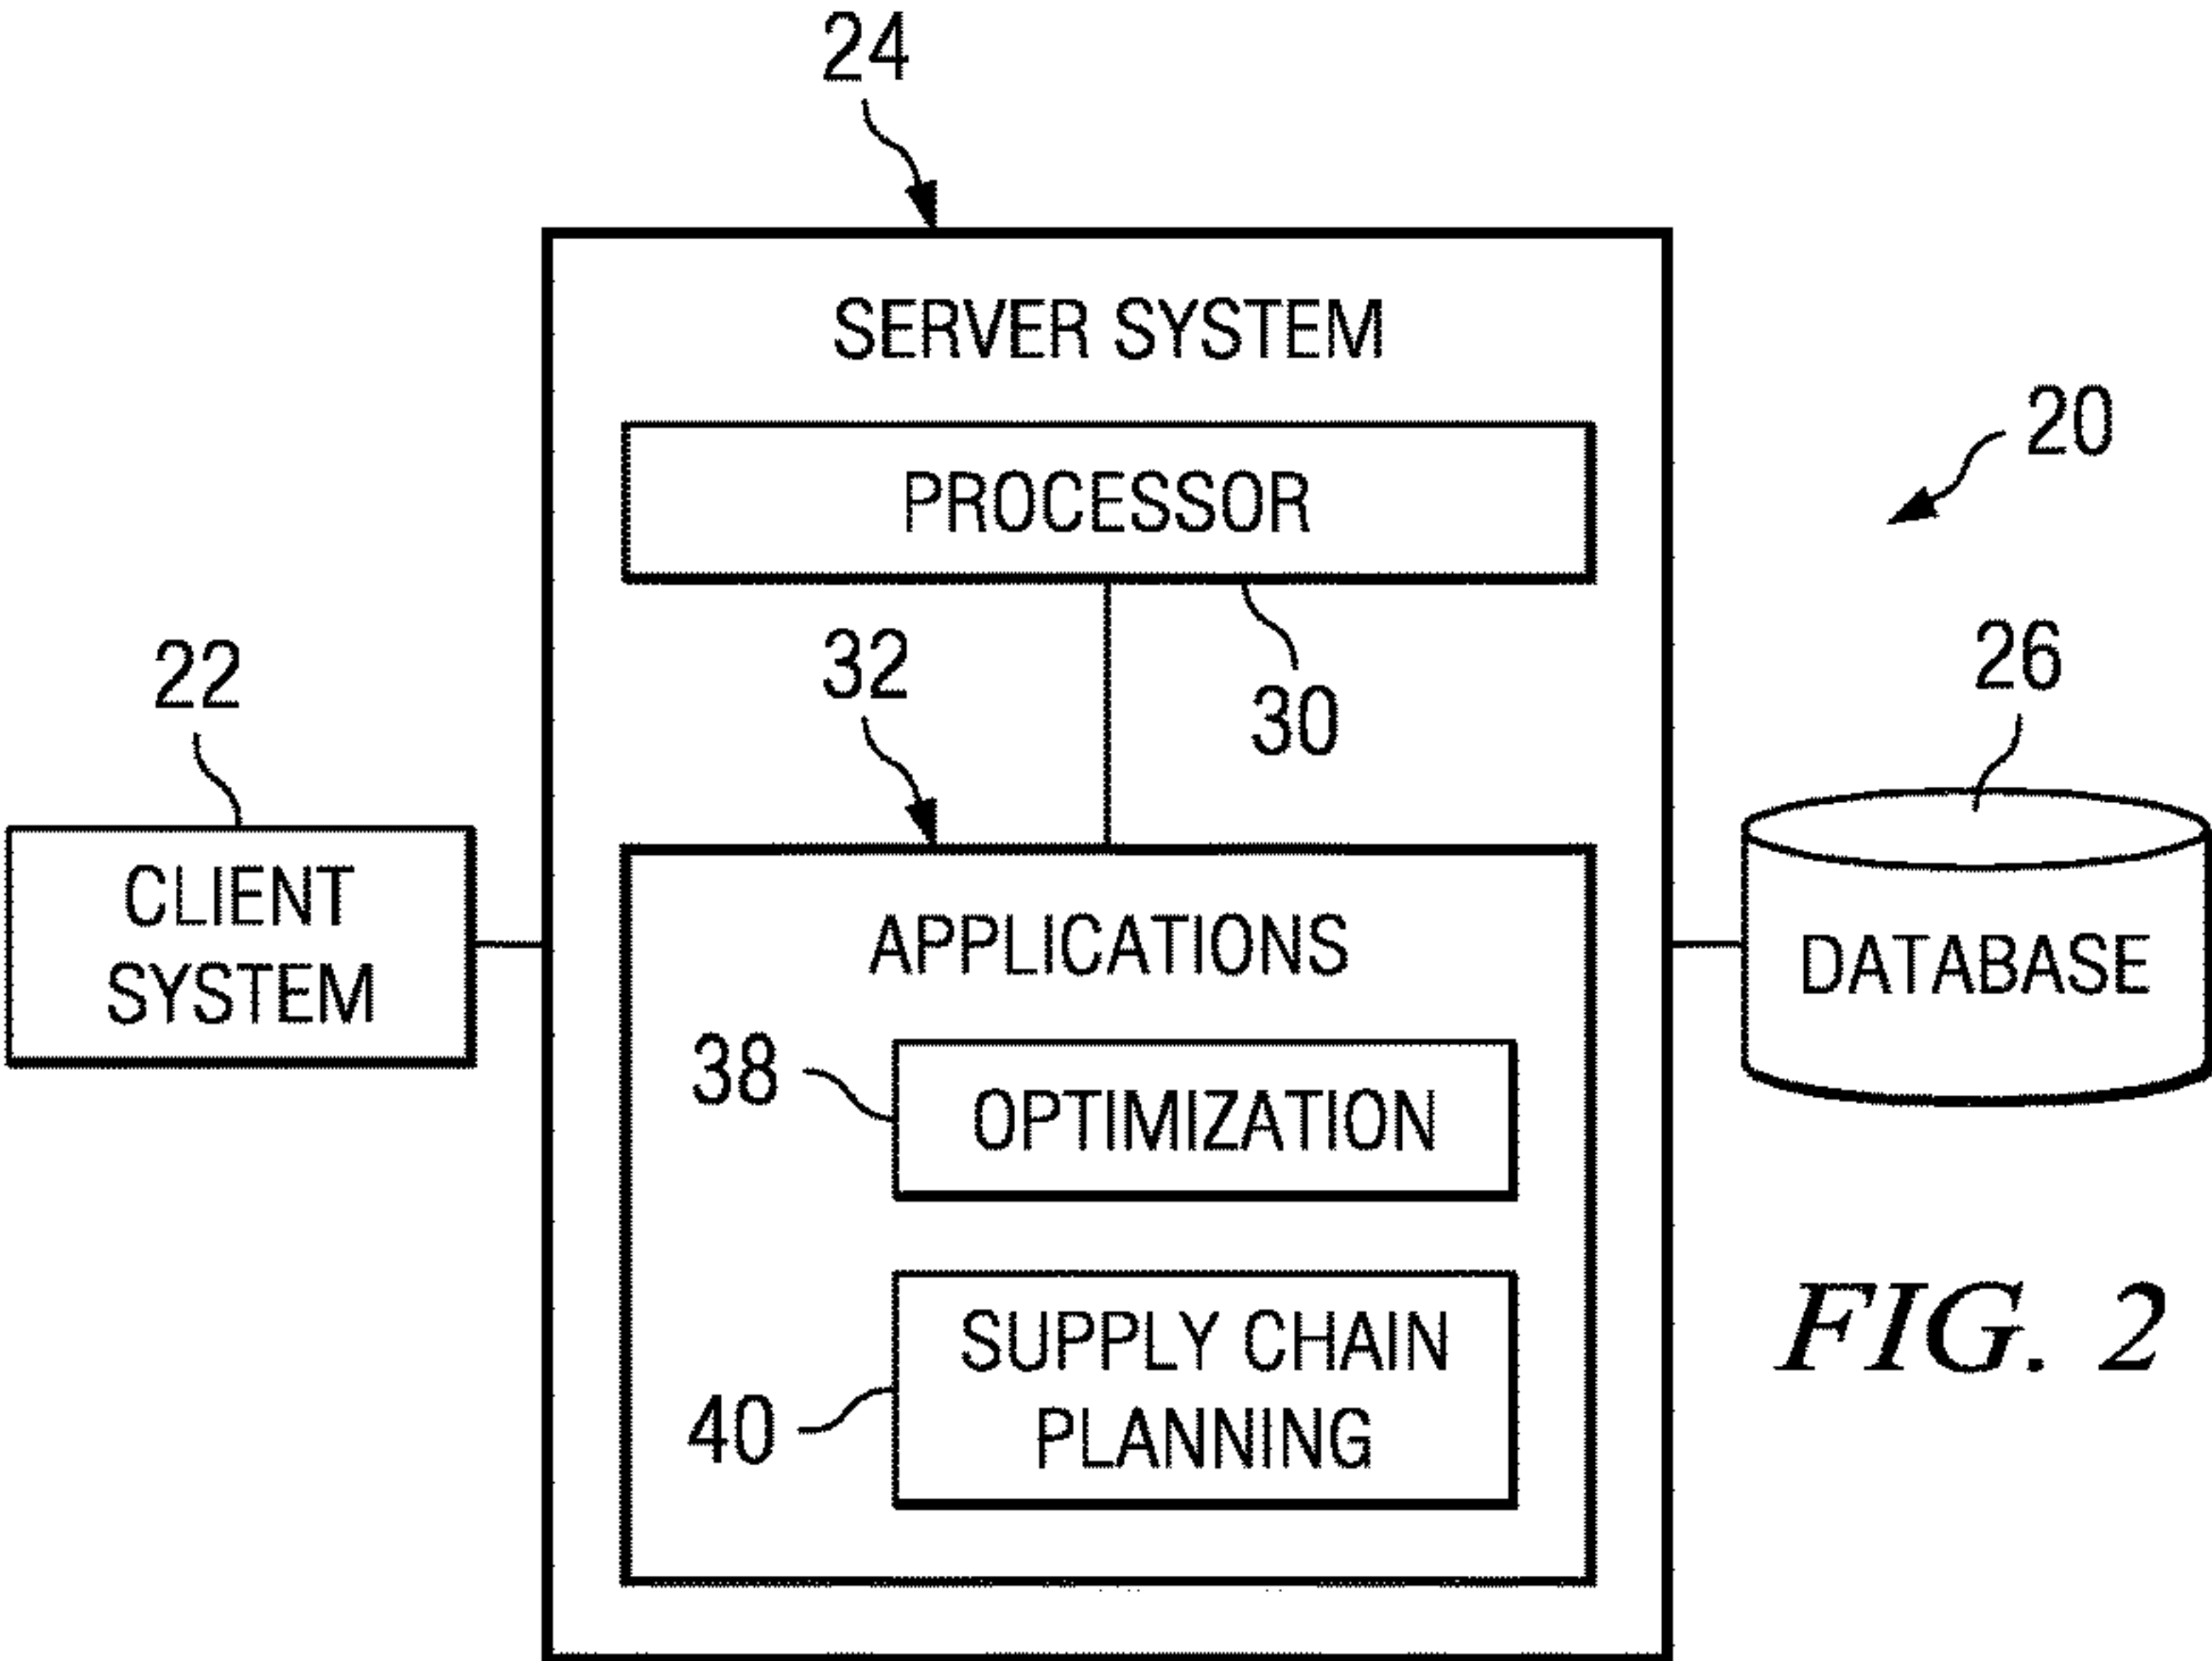 24
SERVER SYSTEM
20
PROCESSOR
22
32
30
26
CLIENT
SYSTEM
APPLICATIONS
DATABASE
38
OPTIMIZATION
SUPPLY CHAIN
PLANNING
40
FIG. 2